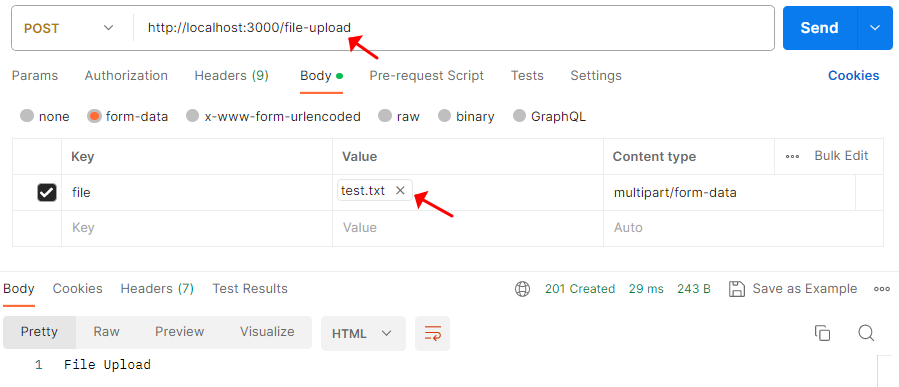 POST http://localhost:3000/file-upload Send
Params Authorization Headers (9) Body Pre-request Script Tests Settings Cookies
none form-data x-www-form-urlencoded raw binary GraphQL
Key Value Content type Bulk Edit
file test.txt multipart/form-data
Key Value Auto
Body Cookies Headers (7) Test Results 201 Created 29 ms 243 B Save as Example
Pretty Raw Preview Visualize HTML
1 File Upload